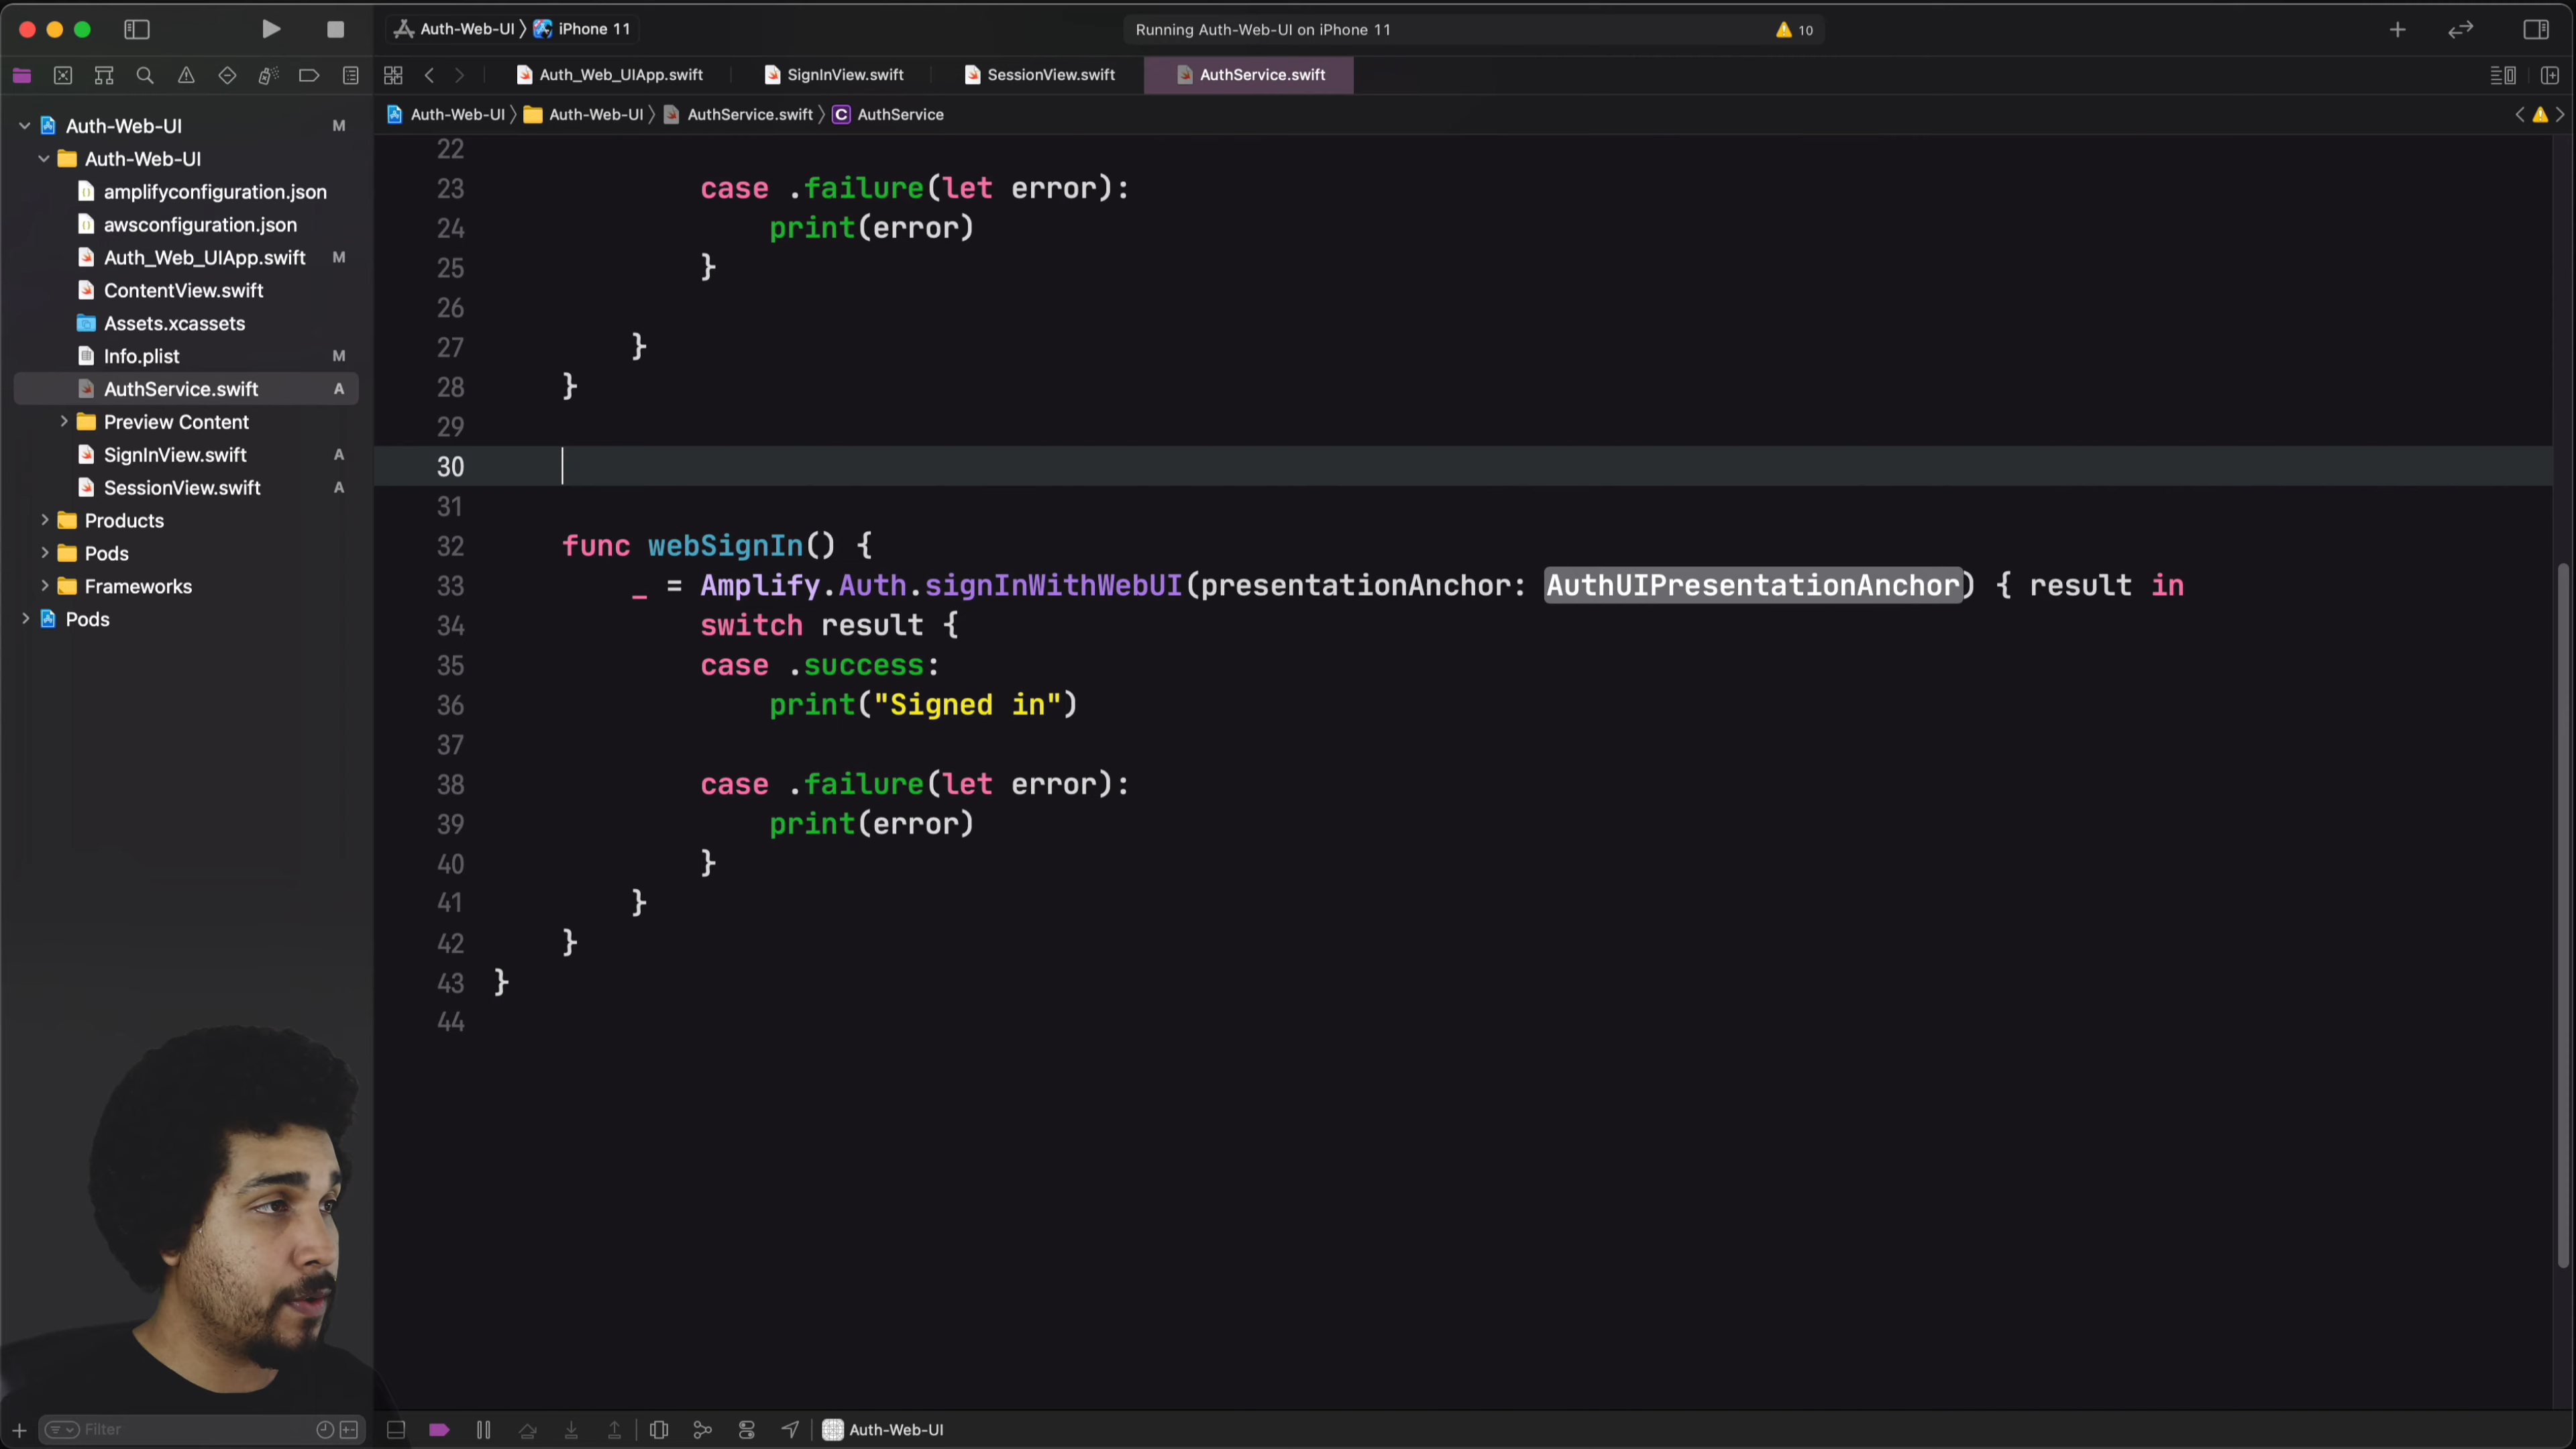 Auth-Web-UI 〉 iPhone 11
Running Auth-Web-UI on iPhone 11
10
Auth_Web_UIApp.swift
SignInView.swift
SessionView.swift
AuthService.swift
Auth-Web-UI 〉 Auth-Web-UI 〉 AuthService.swift 〉 C AuthService
Auth-Web-UI M
Auth-Web-UI
amplifyconfiguration.json
awsconfiguration.json
Auth_Web_UIApp.swift M
ContentView.swift
Assets.xcassets
Info.plist M
AuthService.swift A
Preview Content
SignInView.swift A
SessionView.swift A
Products
Pods
Frameworks
Pods
22
23 case .failure(let error):
24 print(error)
25 }
26
27 }
28 }
29
30
31
32 func webSignIn() {
33 _ = Amplify.Auth.signInWithWebUI(presentationAnchor: AuthUIPresentationAnchor) { result in
34 switch result {
35 case .success:
36 print("Signed in")
37
38 case .failure(let error):
39 print(error)
40 }
41 }
42 }
43 }
44
Filter
Auth-Web-UI